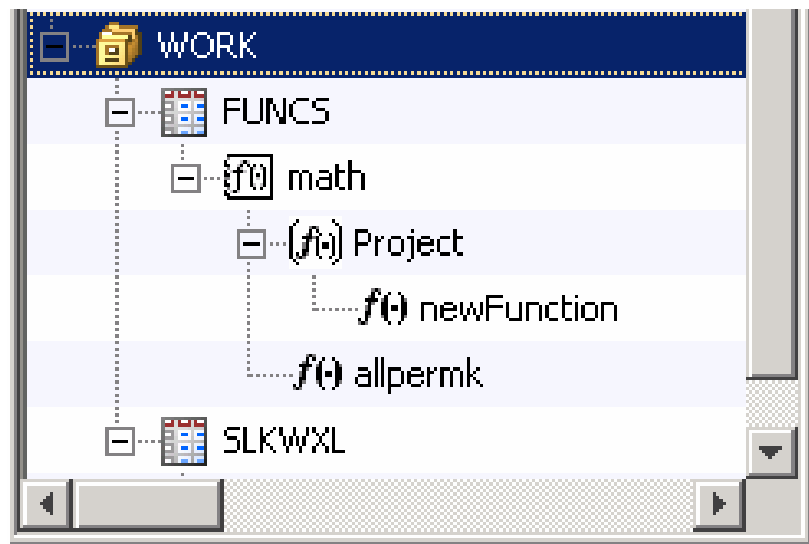 WORK
FUNCS
math
Project
newFunction
allpermk
SLKWXL